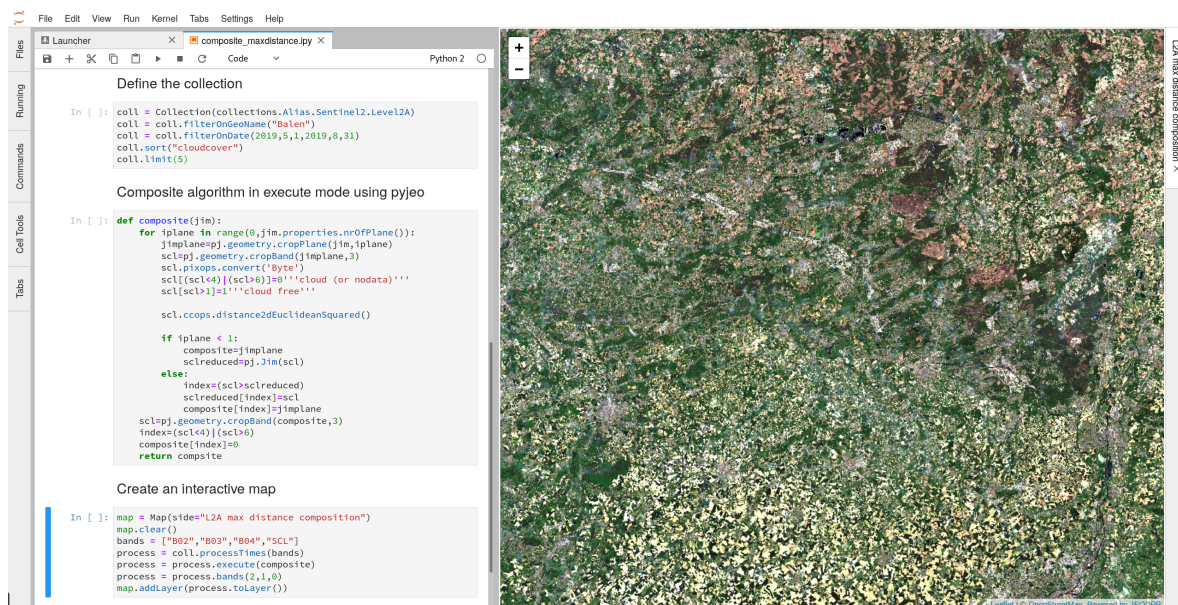 File Edit View Run Kernel Tabs Settings Help
Files
Running
Commands
Cell Tools
Tabs
Launcher ×
composite_maxdistance.ipy ×
Code
Python 2
Define the collection
In [ ]:
coll = Collection(collections.Alias.Sentinel2.Level2A)
coll = coll.filterOnGeoName("Balen")
coll = coll.filterOnDate(2019,5,1,2019,8,31)
coll.sort("cloudcover")
coll.limit(5)
Composite algorithm in execute mode using pyjeo
In [ ]:
def composite(jim):
    for iplane in range(0,jim.properties.nrOfPlane()):
        jimplane=pj.geometry.cropPlane(jim,iplane)
        scl=pj.geometry.cropBand(jimplane,3)
        scl.pixops.convert('Byte')
        scl[(scl<4)|(scl>6)]=0'''cloud (or nodata)'''
        scl[scl>1]=1'''cloud free'''
        scl.ccops.distance2dEuclideanSquared()
        if iplane < 1:
            composite=jimplane
            sclreduced=pj.Jim(scl)
        else:
            index=(scl>sclreduced)
            sclreduced[index]=scl
            composite[index]=jimplane
    scl=pj.geometry.cropBand(composite,3)
    index=(scl<4)|(scl>6)
    composite[index]=0
    return compsite
Create an interactive map
In [ ]:
map = Map(side="L2A max distance composition")
map.clear()
bands = ["B02","B03","B04","SCL"]
process = coll.processTimes(bands)
process = process.execute(composite)
process = process.bands(2,1,0)
map.addLayer(process.toLayer())
+
−
L2A max distance composition ×
Leaflet | © OpenStreetMap, Powered by JEODPP